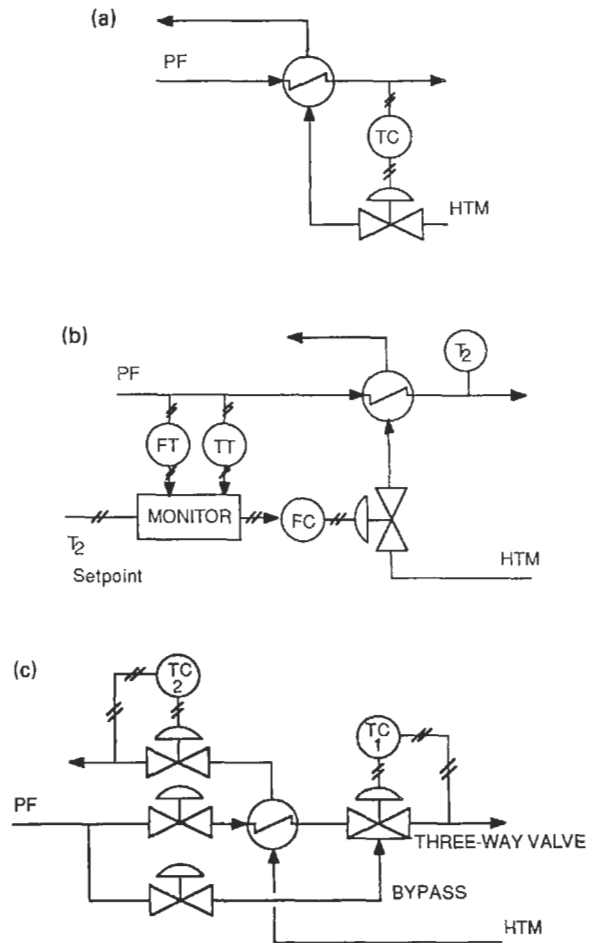 (a)
PF
TC
HTM
(b)
T2
PF
FT
TT
MONITOR
FC
T2
Setpoint
HTM
(c)
TC
2
TC
1
PF
THREE-WAY VALVE
BYPASS
HTM